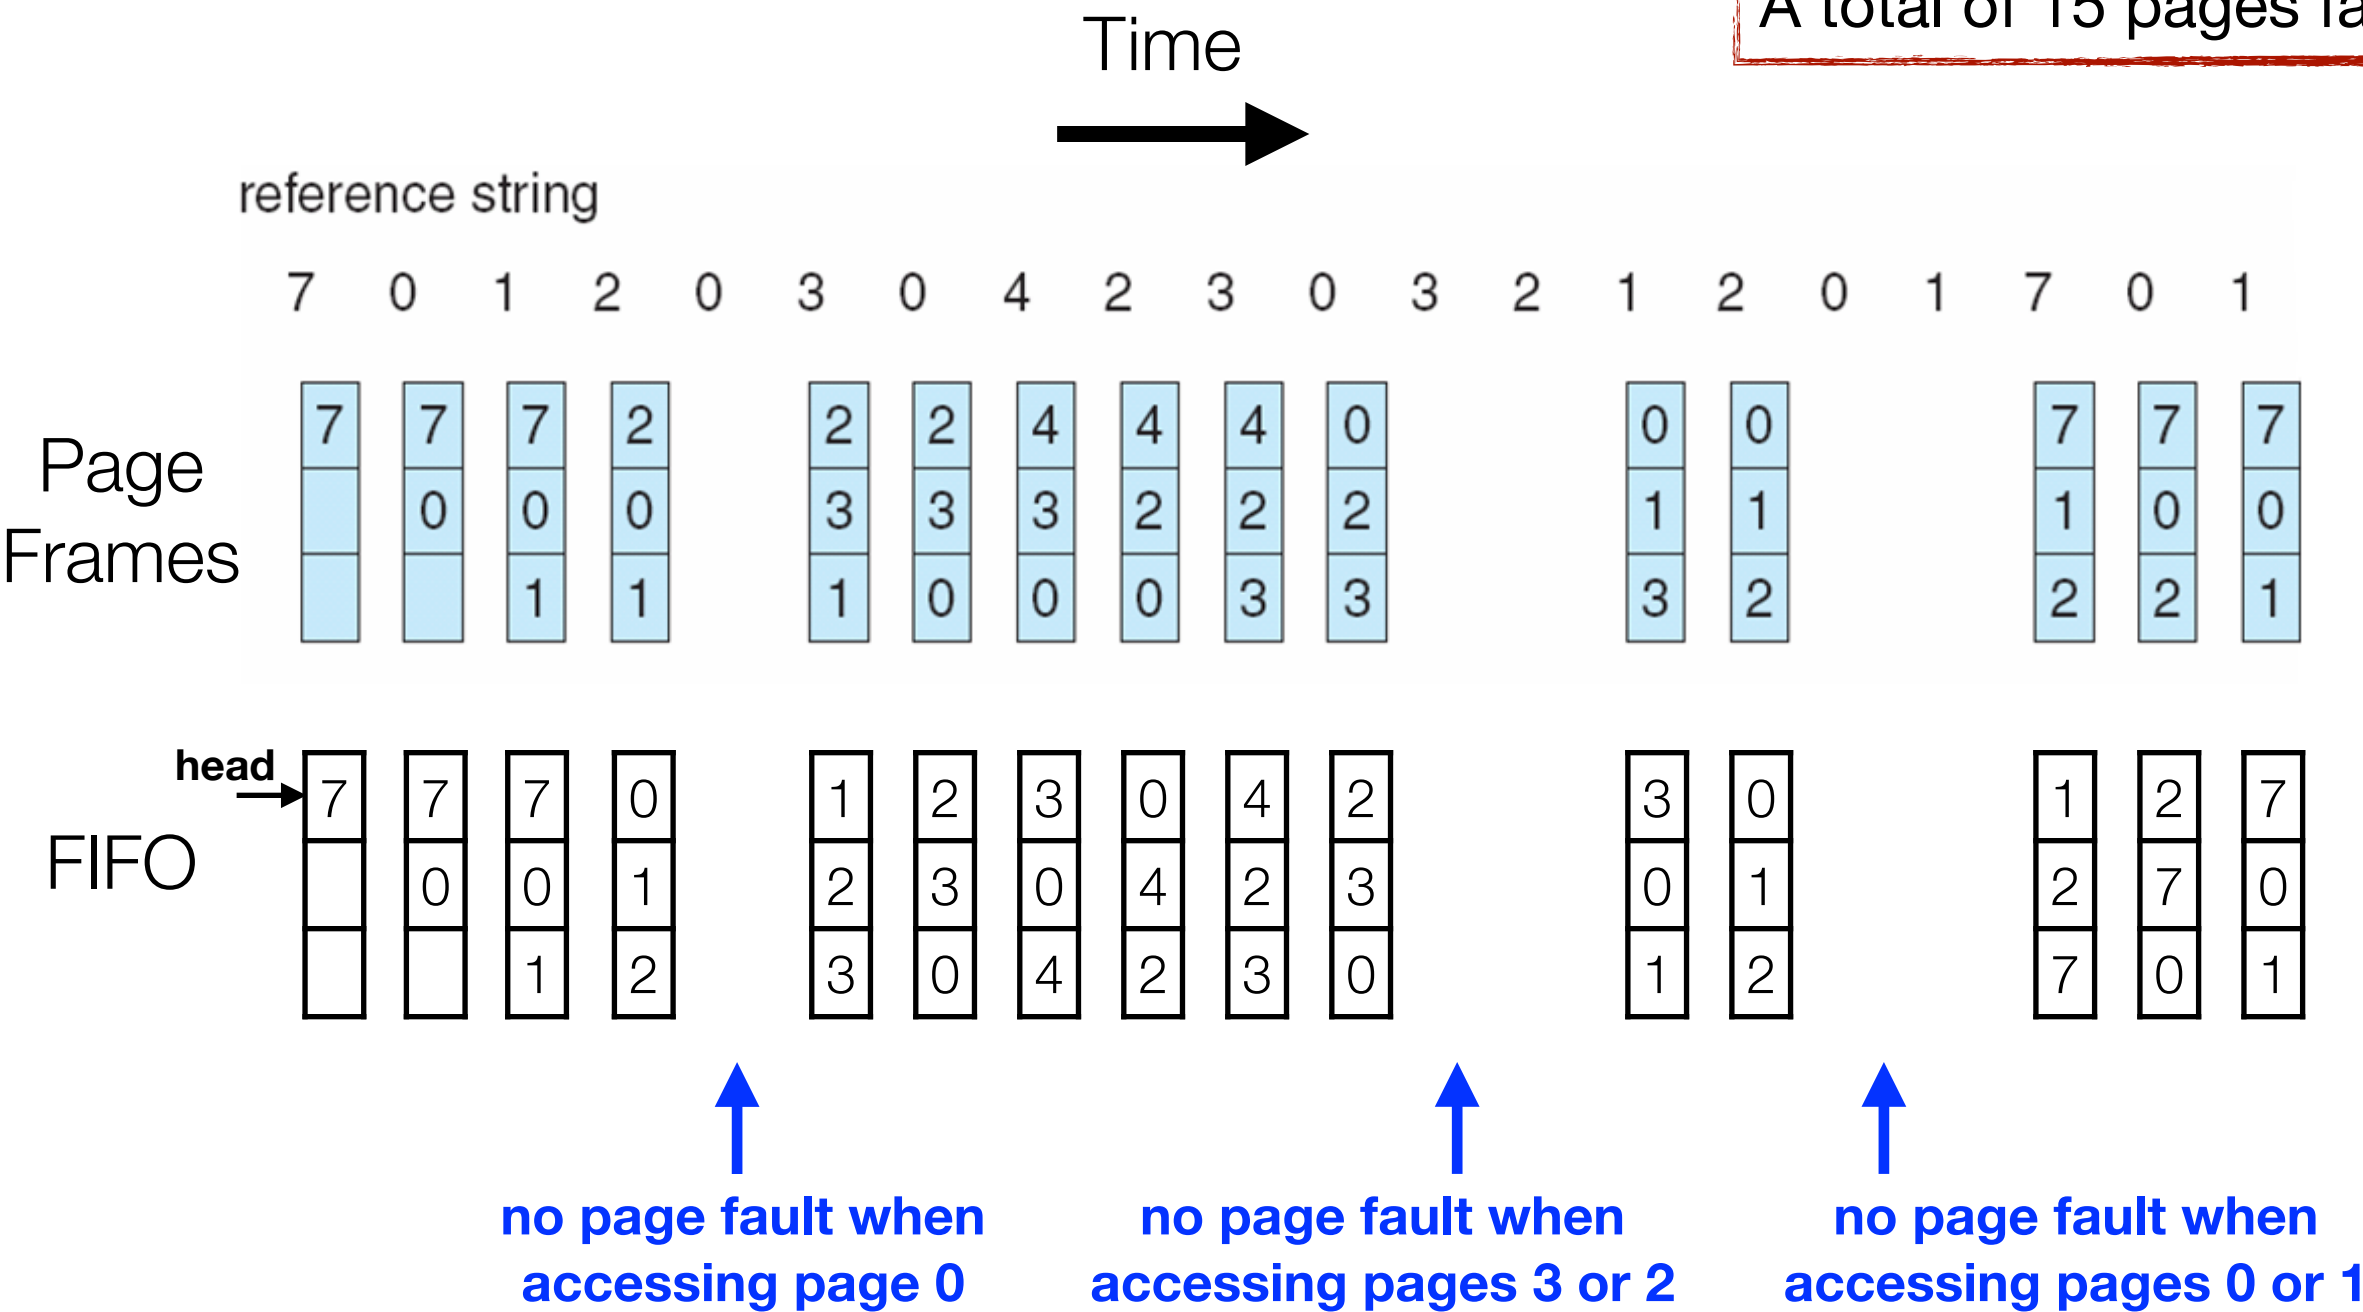 A total of 15 pages
Time
reference string
7 0 1 2 0 3 0 4 2 3 0 3 2 1 2 0 1 7 0 1
7 7 7 2 2 2 4 4 4 0 0 0 7 7 7
Page
0 0 0 3 3 3 2 2 2 1 1 1 0 0
Frames
1 1 1 0 0 0 3 3 3 2 2 2 1
head
7 7 7 0 1 2 3 0 4 2 3 0 1 2 7
FIFO
0 0 1 2 3 0 4 2 3 0 1 2 7 0
1 2 3 0 4 2 3 0 1 2 7 0 1
no page fault when
accessing page 0
no page fault when
accessing pages 3 or 2
no page fault when
accessing pages 0 or 1